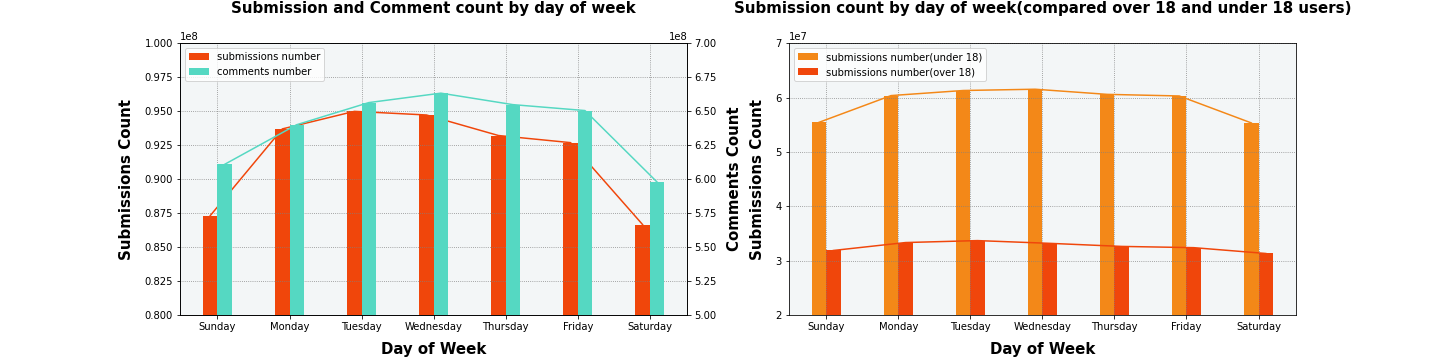 Submission and Comment count by day of week
1e8
1e8
1.000
0.975
0.950
0.925
0.900
0.875
0.850
0.825
0.800
7.00
6.75
6.50
6.25
6.00
5.75
5.50
5.25
5.00
submissions number
comments number
Submissions Count
Comments Count
Sunday Monday Tuesday Wednesday Thursday Friday Saturday
Day of Week
Submission count by day of week(compared over 18 and under 18 users)
1e7
7
6
5
4
3
2
submissions number(under 18)
submissions number(over 18)
Submissions Count
Sunday Monday Tuesday Wednesday Thursday Friday Saturday
Day of Week